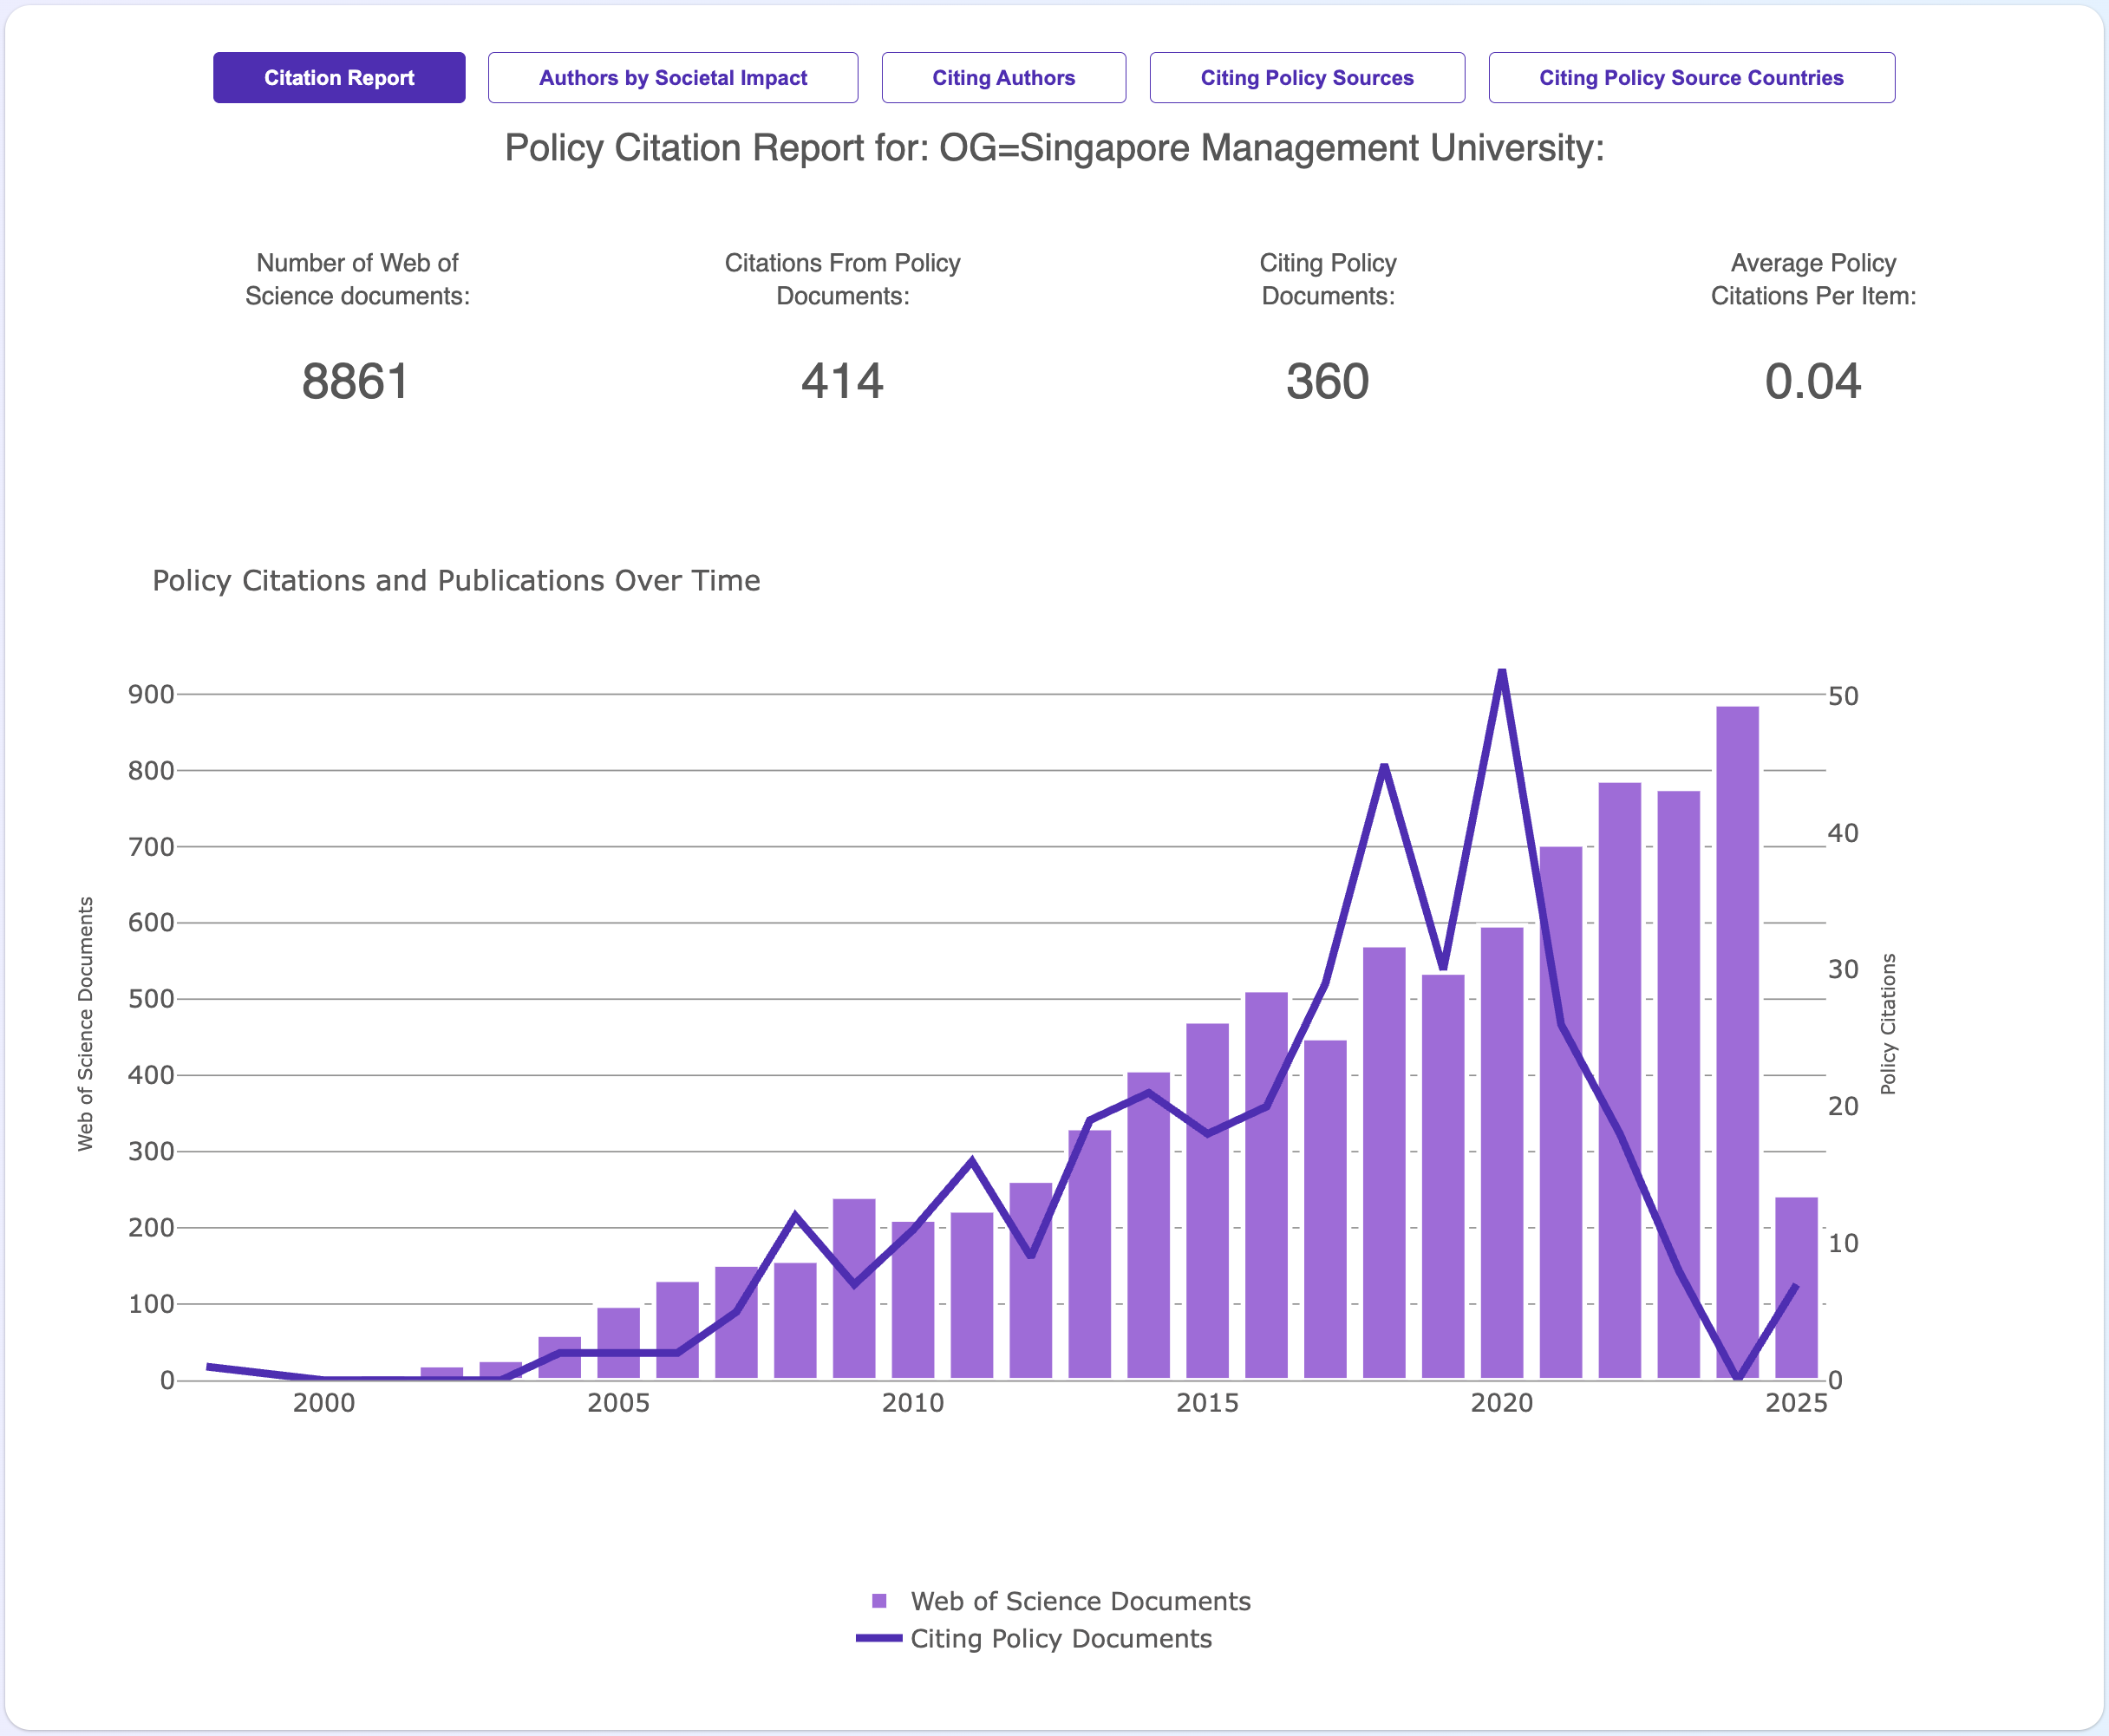 Citation Report
Authors by Societal Impact
Citing Authors
Citing Policy Sources
Citing Policy Source Countries
Policy Citation Report for: OG=Singapore Management University:
Number of Web of
Science documents:
8861
Citations From Policy
Documents:
414
Citing Policy
Documents:
360
Average Policy
Citations Per Item:
0.04
Policy Citations and Publications Over Time
Web of Science Documents
900
800
700
600
500
400
300
200
100
0
50
40
30
20
10
0
Policy Citations
2000
2005
2010
2015
2020
2025
Web of Science Documents
Citing Policy Documents